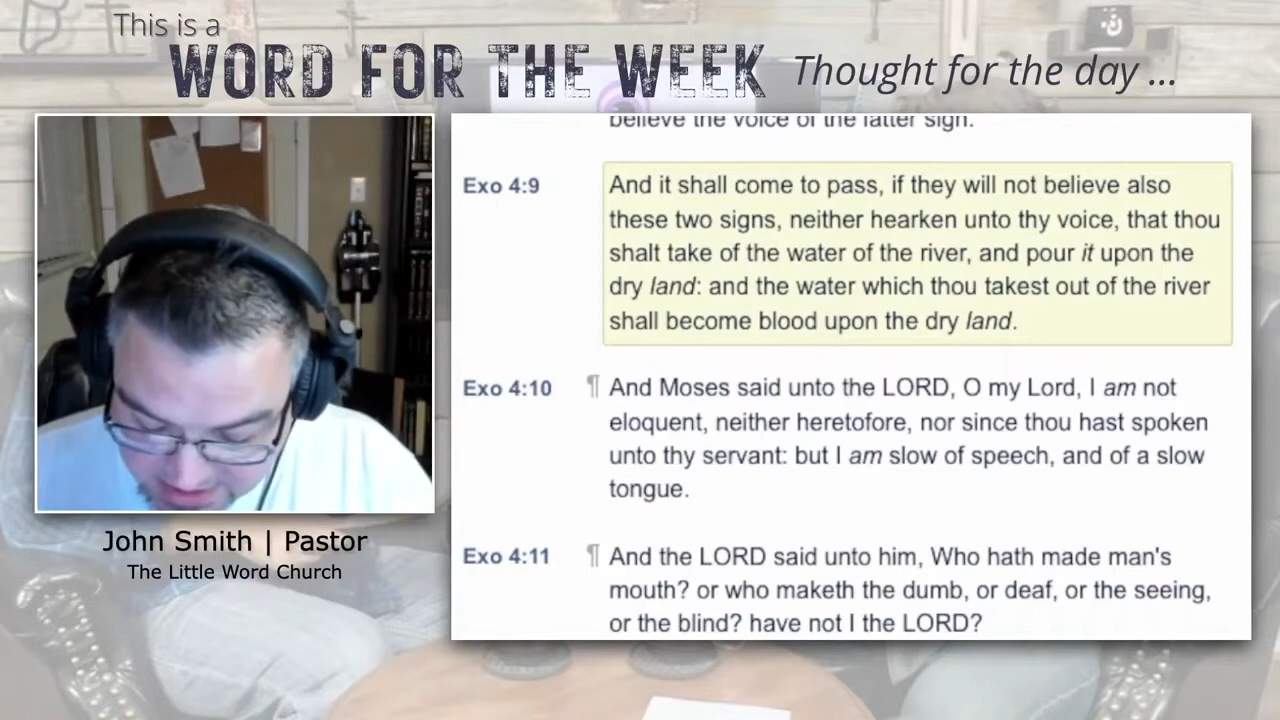 This is a
WORD FOR THE WEEK
Thought for the day ...
believe the voice of the latter sign.
Exo 4:9
And it shall come to pass, if they will not believe also
these two signs, neither hearken unto thy voice, that thou
shalt take of the water of the river, and pour it upon the
dry land: and the water which thou takest out of the river
shall become blood upon the dry land.
Exo 4:10
¶ And Moses said unto the LORD, O my Lord, I am not
eloquent, neither heretofore, nor since thou hast spoken
unto thy servant: but I am slow of speech, and of a slow
tongue.
Exo 4:11
¶ And the LORD said unto him, Who hath made man's
mouth? or who maketh the dumb, or deaf, or the seeing,
or the blind? have not I the LORD?
John Smith | Pastor
The Little Word Church